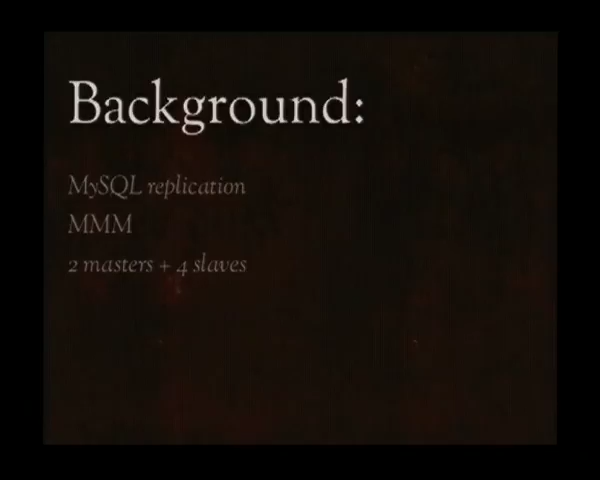 Background:
MySQL replication
MMM
2 masters + 4 slaves